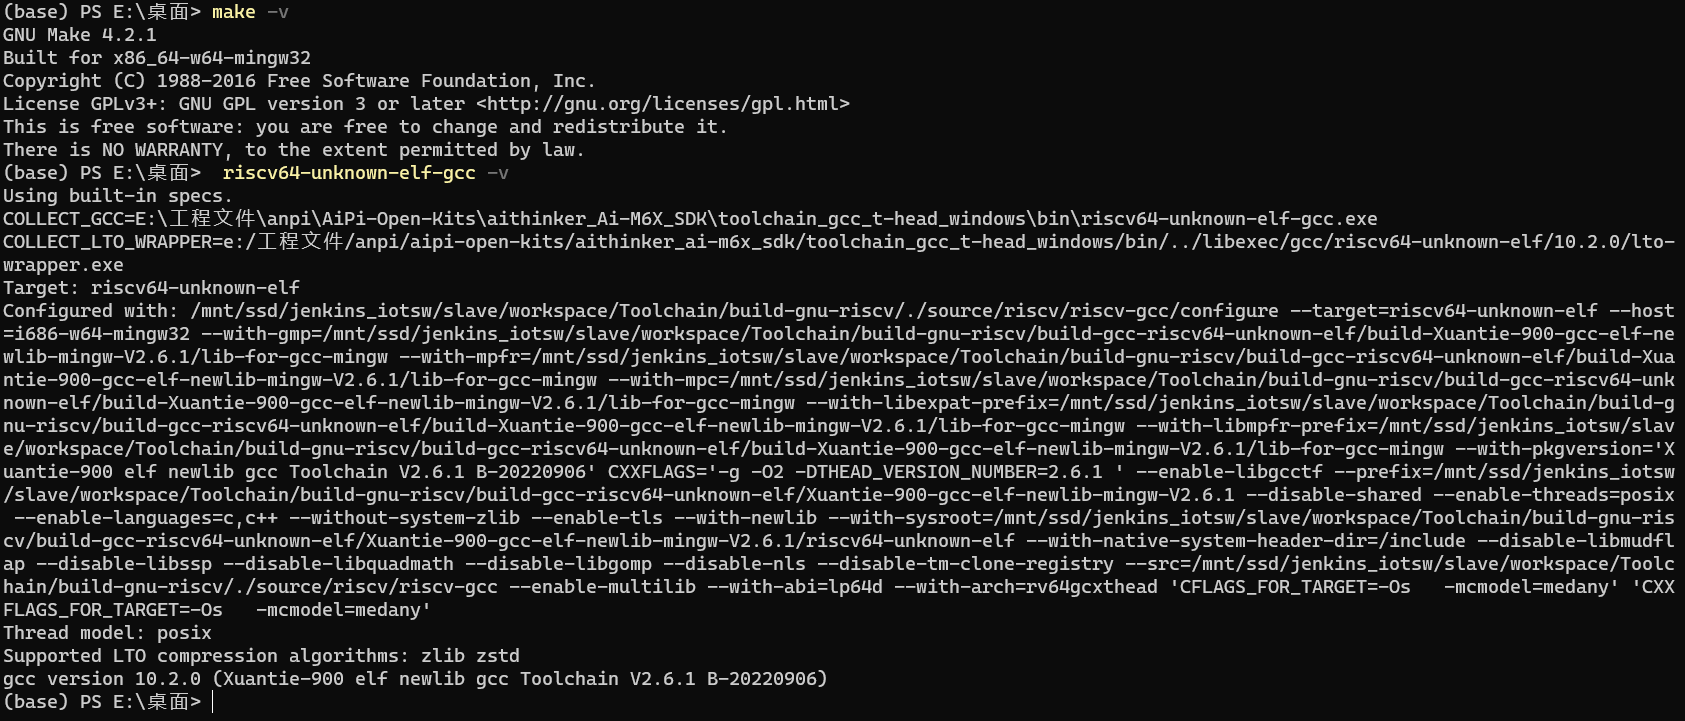 (base) PS E:\桌面> make -v
GNU Make 4.2.1
Built for x86_64-w64-mingw32
Copyright (C) 1988-2016 Free Software Foundation, Inc.
License GPLv3+: GNU GPL version 3 or later <http://gnu.org/licenses/gpl.html>
This is free software: you are free to change and redistribute it.
There is NO WARRANTY, to the extent permitted by law.
(base) PS E:\桌面>  riscv64-unknown-elf-gcc -v
Using built-in specs.
COLLECT_GCC=E:\工程文件\anpi\AiPi-Open-Kits\aithinker_Ai-M6X_SDK\toolchain_gcc_t-head_windows\bin\riscv64-unknown-elf-gcc.exe
COLLECT_LTO_WRAPPER=e:/工程文件/anpi/aipi-open-kits/aithinker_ai-m6x_sdk/toolchain_gcc_t-head_windows/bin/../libexec/gcc/riscv64-unknown-elf/10.2.0/lto-
wrapper.exe
Target: riscv64-unknown-elf
Configured with: /mnt/ssd/jenkins_iotsw/slave/workspace/Toolchain/build-gnu-riscv/./source/riscv/riscv-gcc/configure --target=riscv64-unknown-elf --host
=i686-w64-mingw32 --with-gmp=/mnt/ssd/jenkins_iotsw/slave/workspace/Toolchain/build-gnu-riscv/build-gcc-riscv64-unknown-elf/build-Xuantie-900-gcc-elf-ne
wlib-mingw-V2.6.1/lib-for-gcc-mingw --with-mpfr=/mnt/ssd/jenkins_iotsw/slave/workspace/Toolchain/build-gnu-riscv/build-gcc-riscv64-unknown-elf/build-Xua
ntie-900-gcc-elf-newlib-mingw-V2.6.1/lib-for-gcc-mingw --with-mpc=/mnt/ssd/jenkins_iotsw/slave/workspace/Toolchain/build-gnu-riscv/build-gcc-riscv64-unk
nown-elf/build-Xuantie-900-gcc-elf-newlib-mingw-V2.6.1/lib-for-gcc-mingw --with-libexpat-prefix=/mnt/ssd/jenkins_iotsw/slave/workspace/Toolchain/build-g
nu-riscv/build-gcc-riscv64-unknown-elf/build-Xuantie-900-gcc-elf-newlib-mingw-V2.6.1/lib-for-gcc-mingw --with-libmpfr-prefix=/mnt/ssd/jenkins_iotsw/slav
e/workspace/Toolchain/build-gnu-riscv/build-gcc-riscv64-unknown-elf/build-Xuantie-900-gcc-elf-newlib-mingw-V2.6.1/lib-for-gcc-mingw --with-pkgversion='X
uantie-900 elf newlib gcc Toolchain V2.6.1 B-20220906' CXXFLAGS='-g -O2 -DTHEAD_VERSION_NUMBER=2.6.1 ' --enable-libgcctf --prefix=/mnt/ssd/jenkins_iotsw
/slave/workspace/Toolchain/build-gnu-riscv/build-gcc-riscv64-unknown-elf/Xuantie-900-gcc-elf-newlib-mingw-V2.6.1 --disable-shared --enable-threads=posix
 --enable-languages=c,c++ --without-system-zlib --enable-tls --with-newlib --with-sysroot=/mnt/ssd/jenkins_iotsw/slave/workspace/Toolchain/build-gnu-ris
cv/build-gcc-riscv64-unknown-elf/Xuantie-900-gcc-elf-newlib-mingw-V2.6.1/riscv64-unknown-elf --with-native-system-header-dir=/include --disable-libmudfl
ap --disable-libssp --disable-libquadmath --disable-libgomp --disable-nls --disable-tm-clone-registry --src=/mnt/ssd/jenkins_iotsw/slave/workspace/Toolc
hain/build-gnu-riscv/./source/riscv/riscv-gcc --enable-multilib --with-abi=lp64d --with-arch=rv64gcxthead 'CFLAGS_FOR_TARGET=-Os   -mcmodel=medany' 'CXX
FLAGS_FOR_TARGET=-Os   -mcmodel=medany'
Thread model: posix
Supported LTO compression algorithms: zlib zstd
gcc version 10.2.0 (Xuantie-900 elf newlib gcc Toolchain V2.6.1 B-20220906)
(base) PS E:\桌面>